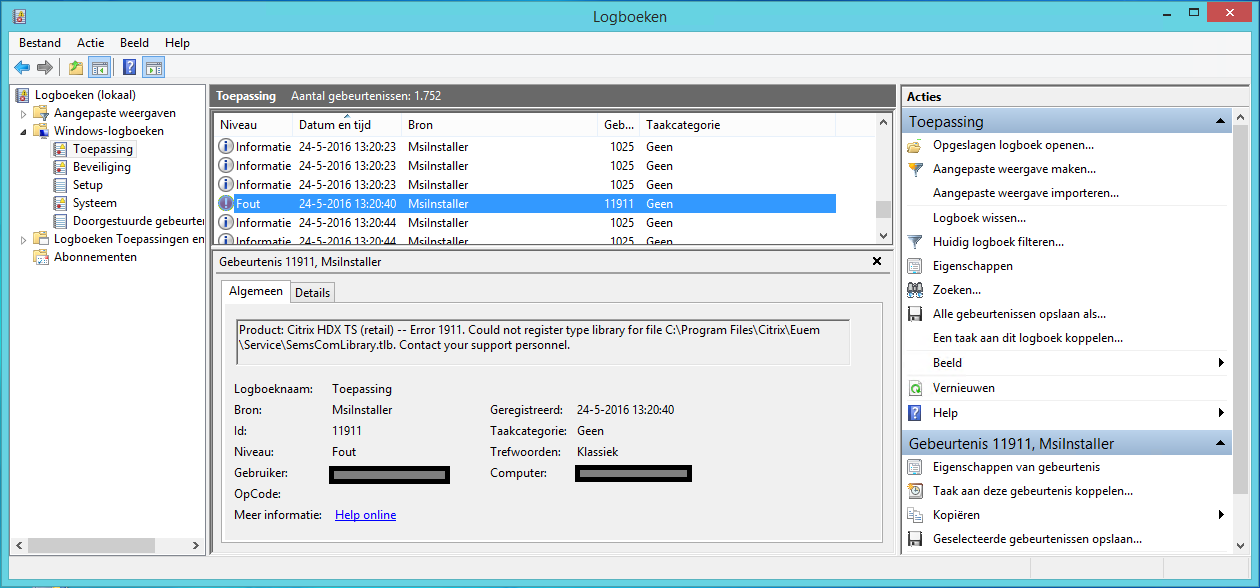 Logboeken
Bestand Actie Beeld Help
Logboeken (lokaal)
Aangepaste weergaven
Windows-logboeken
Toepassing
Beveiliging
Setup
Systeem
Doorgestuurde gebeurter
Logboeken Toepassingen en
Abonnementen
Toepassing Aantal gebeurtenissen: 1.752
Niveau Datum en tijd Bron Geb... Taakcategorie
Informatie 24-5-2016 13:20:23 MsiInstaller 1025 Geen
Informatie 24-5-2016 13:20:23 MsiInstaller 1025 Geen
Informatie 24-5-2016 13:20:23 MsiInstaller 1025 Geen
Fout 24-5-2016 13:20:40 MsiInstaller 11911 Geen
Informatie 24-5-2016 13:20:44 MsiInstaller 1025 Geen
Informatie 24-5-2016 13:20:44 MsiInstaller 1025 Geen
Gebeurtenis 11911, MsiInstaller
Algemeen Details
Product: Citrix HDX TS (retail) -- Error 1911. Could not register type library for file C:\Program Files\Citrix\Euem
\Service\SemsComLibrary.tlb. Contact your support personnel.
Logboeknaam: Toepassing
Bron: MsiInstaller Geregistreerd: 24-5-2016 13:20:40
Id: 11911 Taakcategorie: Geen
Niveau: Fout Trefwoorden: Klassiek
Gebruiker: Computer:
OpCode:
Meer informatie: Help online
Acties
Toepassing
Opgeslagen logboek openen...
Aangepaste weergave maken...
Aangepaste weergave importeren...
Logboek wissen...
Huidig logboek filteren...
Eigenschappen
Zoeken...
Alle gebeurtenissen opslaan als...
Een taak aan dit logboek koppelen...
Beeld
Vernieuwen
Help
Gebeurtenis 11911, MsiInstaller
Eigenschappen van gebeurtenis
Taak aan deze gebeurtenis koppelen...
Kopiëren
Geselecteerde gebeurtenissen opslaan...